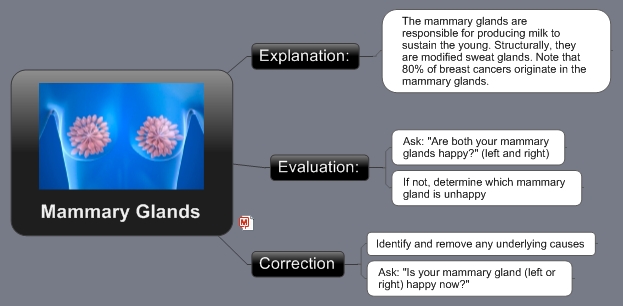 Explanation:
The mammary glands are
responsible for producing milk to
sustain the young. Structurally, they
are modified sweat glands. Note that
80% of breast cancers originate in the
mammary glands.
Mammary Glands
Evaluation:
Ask: "Are both your mammary
glands happy?" (left and right)
If not, determine which mammary
gland is unhappy
Correction
Identify and remove any underlying causes
Ask: "Is your mammary gland (left or
right) happy now?"